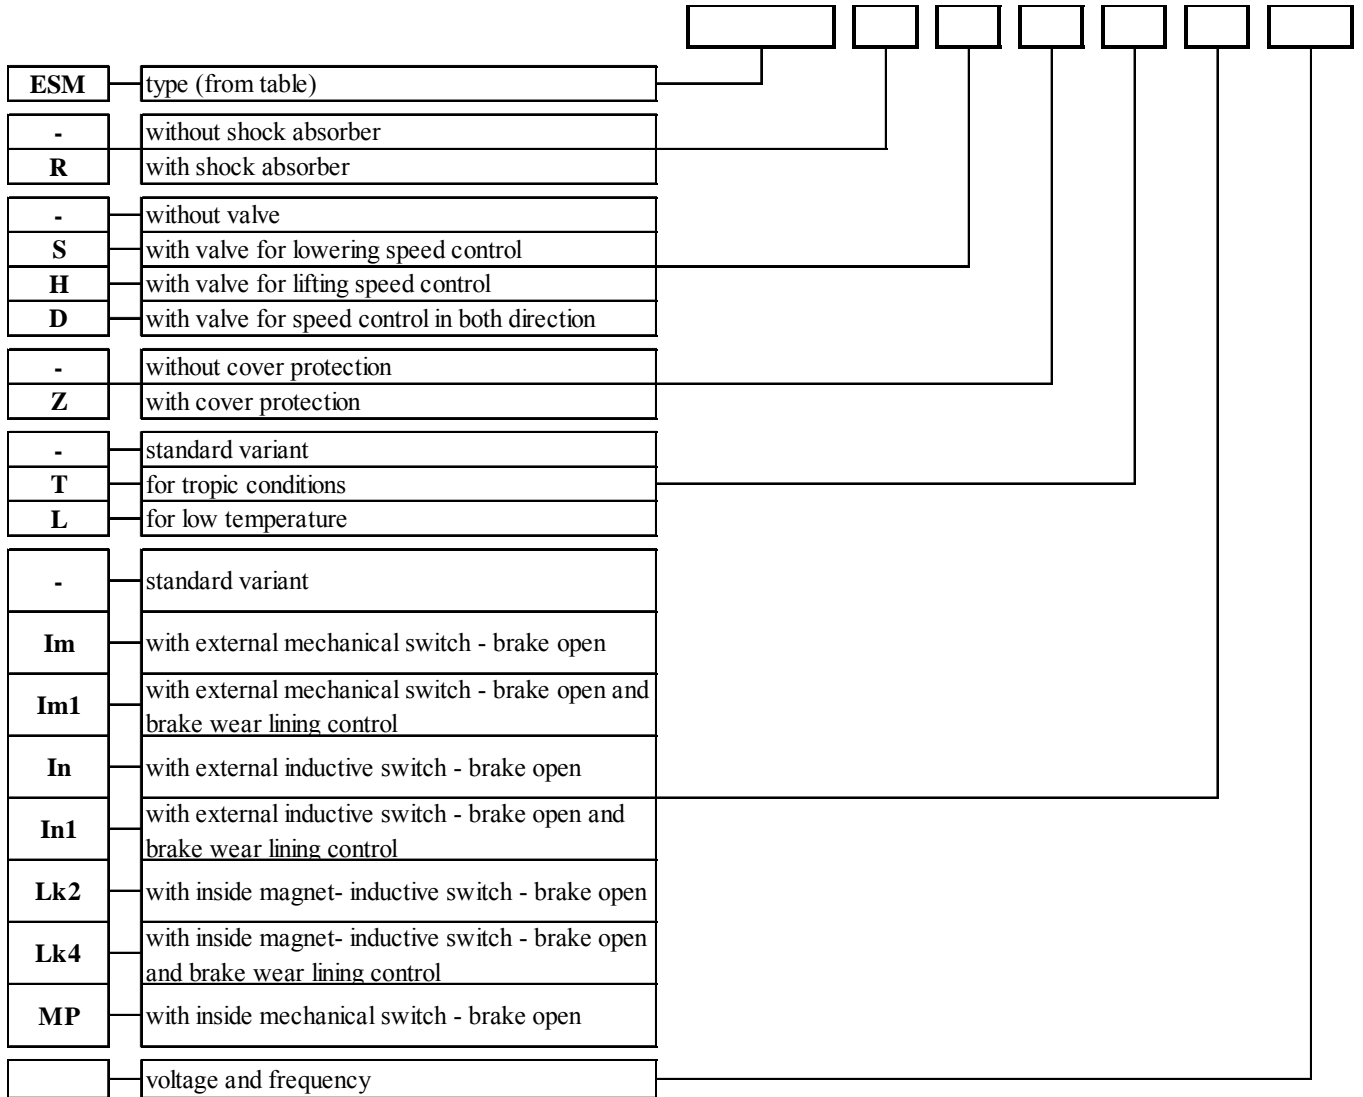 ESM type (from table)
- without shock absorber
R with shock absorber
- without valve
S with valve for lowering speed control
H with valve for lifting speed control
D with valve for speed control in both direction
- without cover protection
Z with cover protection
- standard variant
T for tropic conditions
L for low temperature
- standard variant
Im with external mechanical switch - brake open
Im1 with external mechanical switch - brake open and
brake wear lining control
In with external inductive switch - brake open
In1 with external inductive switch - brake open and
brake wear lining control
Lk2 with inside magnet- inductive switch - brake open
Lk4 with inside magnet- inductive switch - brake open
and brake wear lining control
MP with inside mechanical switch - brake open
voltage and frequency